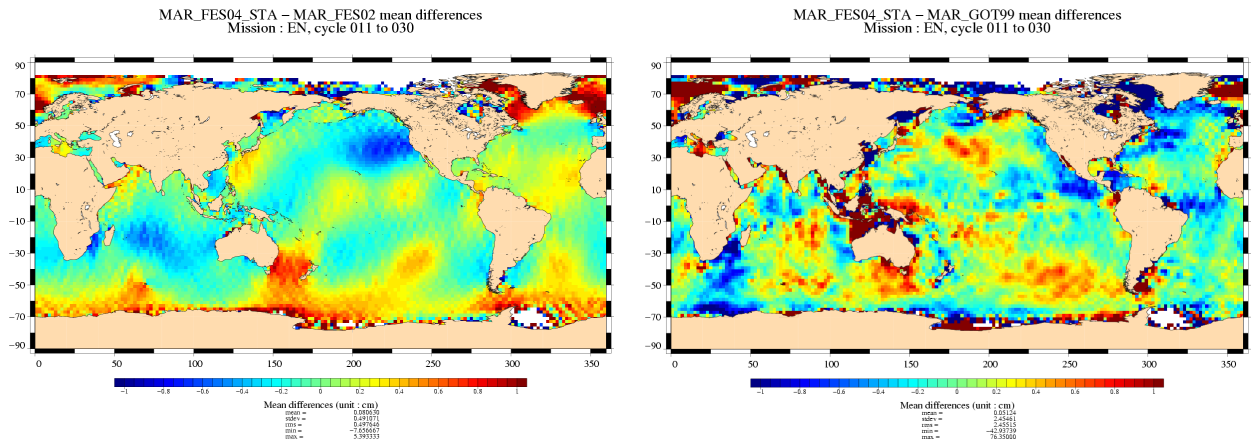 MAR_FES04_STA – MAR_FES02 mean differences
Mission : EN, cycle 011 to 030
90
70
50
30
10
−10
−30
−50
−70
−90
0 50 100 150 200 250 300 350
−1 −0.8 −0.6 −0.4 −0.2 0 0.2 0.4 0.6 0.8 1
Mean differences (unit : cm)
mean = 0.080630
stdev = 0.491071
rms = 0.497646
min = −7.656667
max = 5.393333
MAR_FES04_STA – MAR_GOT99 mean differences
Mission : EN, cycle 011 to 030
90
70
50
30
10
−10
−30
−50
−70
−90
0 50 100 150 200 250 300 350
−1 −0.8 −0.6 −0.4 −0.2 0 0.2 0.4 0.6 0.8 1
Mean differences (unit : cm)
mean = 0.05124
stdev = 2.45461
rms = 2.45515
min = −42.93739
max = 76.35000